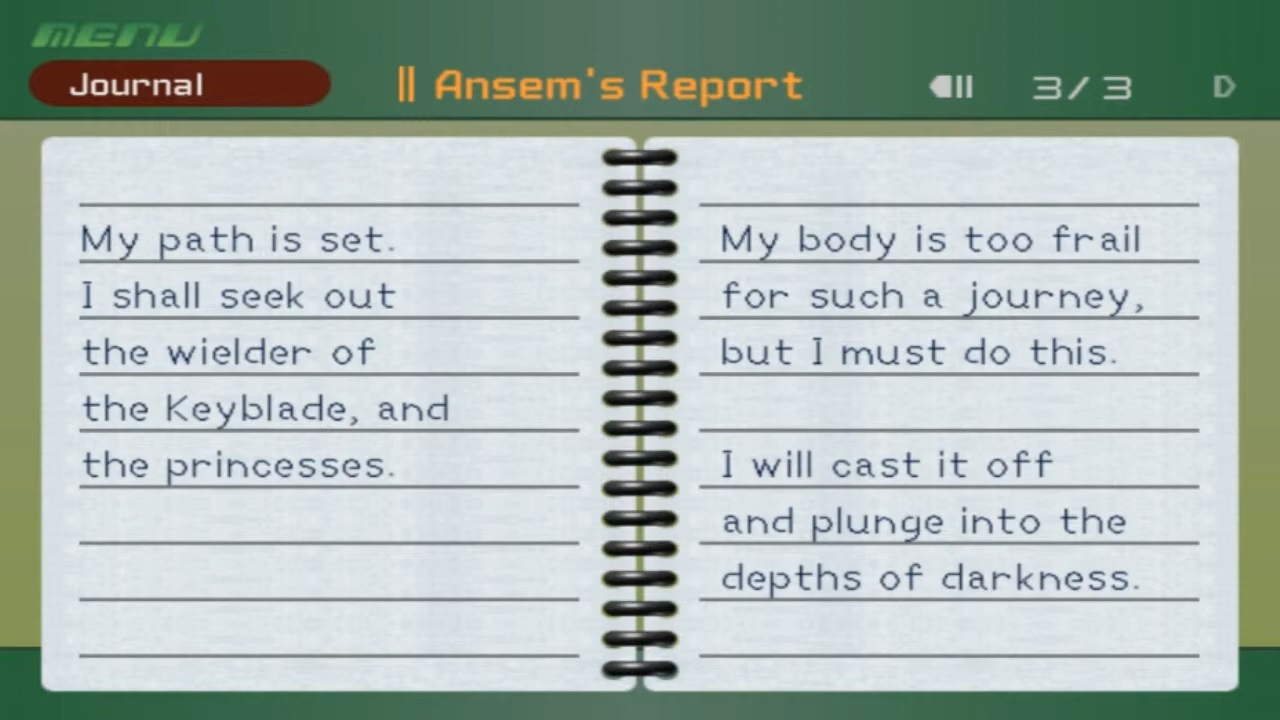 MENU
Journal
Ansem's Report
3/3
My path is set.
I shall seek out
the wielder of
the Keyblade, and
the princesses.
My body is too frail
for such a journey,
but I must do this.
I will cast it off
and plunge into the
depths of darkness.